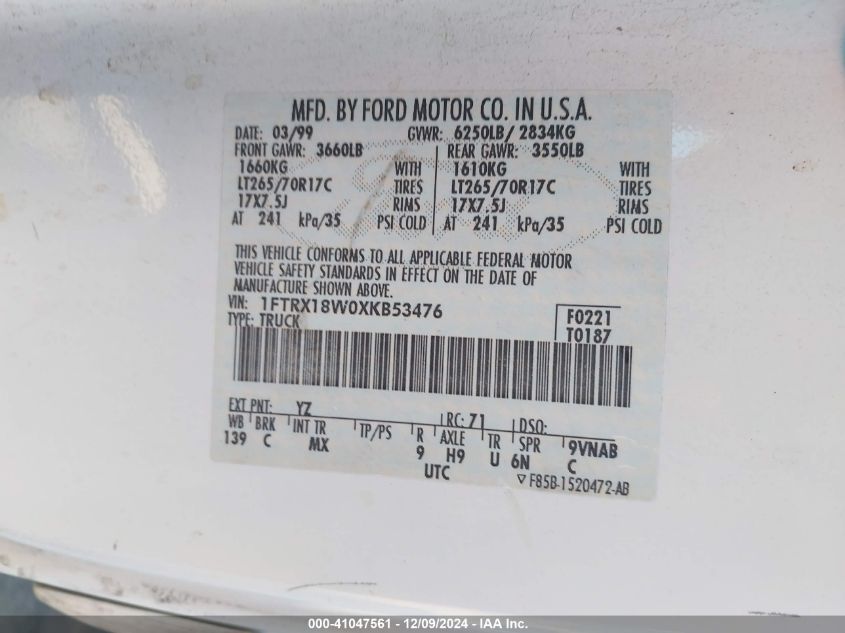 MFD. BY FORD MOTOR CO. IN U.S.A.
DATE: 03/99 GVWR: 6250LB/ 2834KG
FRONT GAWR: 3660LB REAR GAWR: 3550LB
1660KG WITH 1610KG WITH
LT265/70R17C TIRES LT265/70R17C TIRES
17X7.5J RIMS 17X7.5J RIMS
AT 241 kPa/35 PSI COLD AT 241 kPa/35 PSI COLD
THIS VEHICLE CONFORMS TO ALL APPLICABLE FEDERAL MOTOR
VEHICLE SAFETY STANDARDS IN EFFECT ON THE DATE OF
MANUFACTURE SHOWN ABOVE.
VIN: 1FTRX18W0XKB53476 F0221
TYPE: TRUCK T0187
EXT PNT: YZ RC: 71 DSO:
WB BRK INT TR TP/PS R AXLE TR SPR 9VNAB
139 C MX 9 H9 U 6N C
UTC F85B-1520472-AB
000-41047561 - 12/09/2024 - IAA Inc.